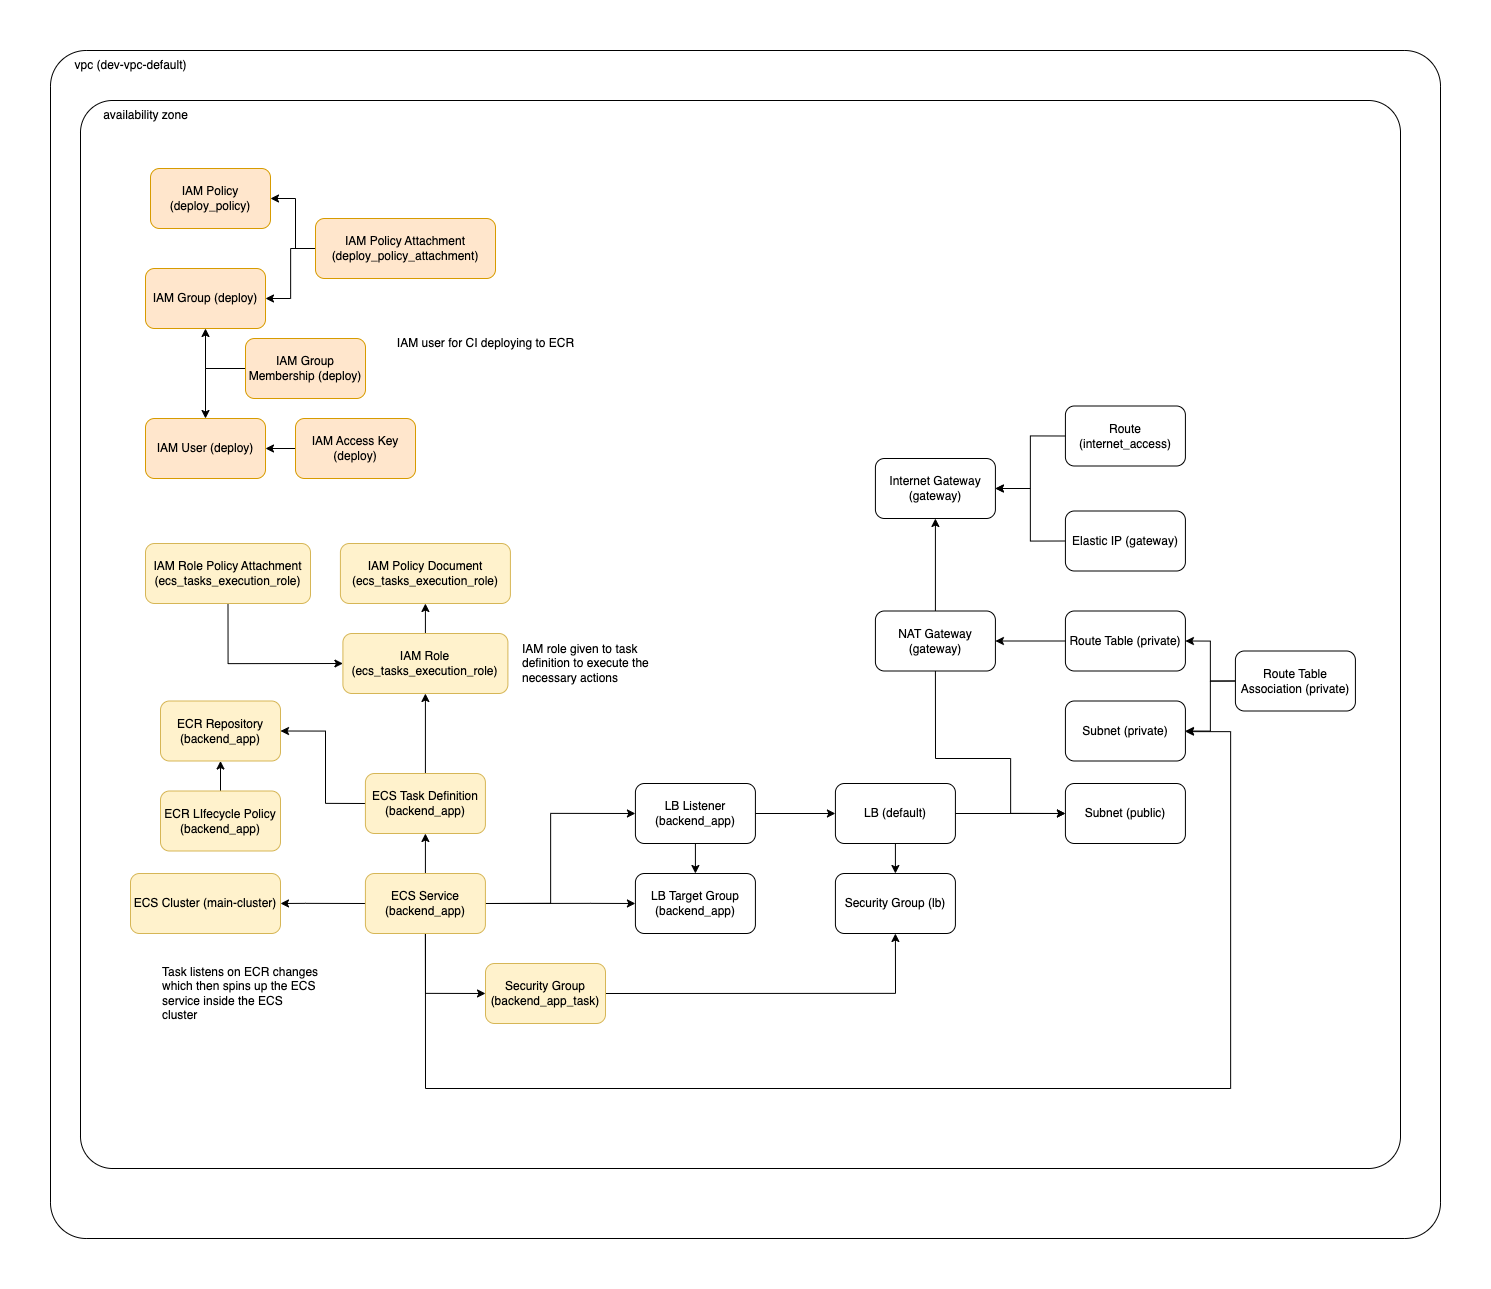 vpc (dev-vpc-default)
availability zone
IAM Policy
(deploy_policy)
IAM Policy Attachment
(deploy_policy_attachment)
IAM Group (deploy)
IAM Group
Membership (deploy)
IAM user for CI deploying to ECR
IAM User (deploy)
IAM Access Key
(deploy)
Route
(internet_access)
Internet Gateway
(gateway)
Elastic IP (gateway)
IAM Role Policy Attachment
(ecs_tasks_execution_role)
IAM Policy Document
(ecs_tasks_execution_role)
IAM Role
(ecs_tasks_execution_role)
IAM role given to task
definition to execute the
necessary actions
NAT Gateway
(gateway)
Route Table (private)
Route Table
Association (private)
ECR Repository
(backend_app)
Subnet (private)
ECR LIfecycle Policy
(backend_app)
ECS Task Definition
(backend_app)
LB Listener
(backend_app)
LB (default)
Subnet (public)
ECS Cluster (main-cluster)
ECS Service
(backend_app)
LB Target Group
(backend_app)
Security Group (lb)
Task listens on ECR changes
which then spins up the ECS
service inside the ECS
cluster
Security Group
(backend_app_task)